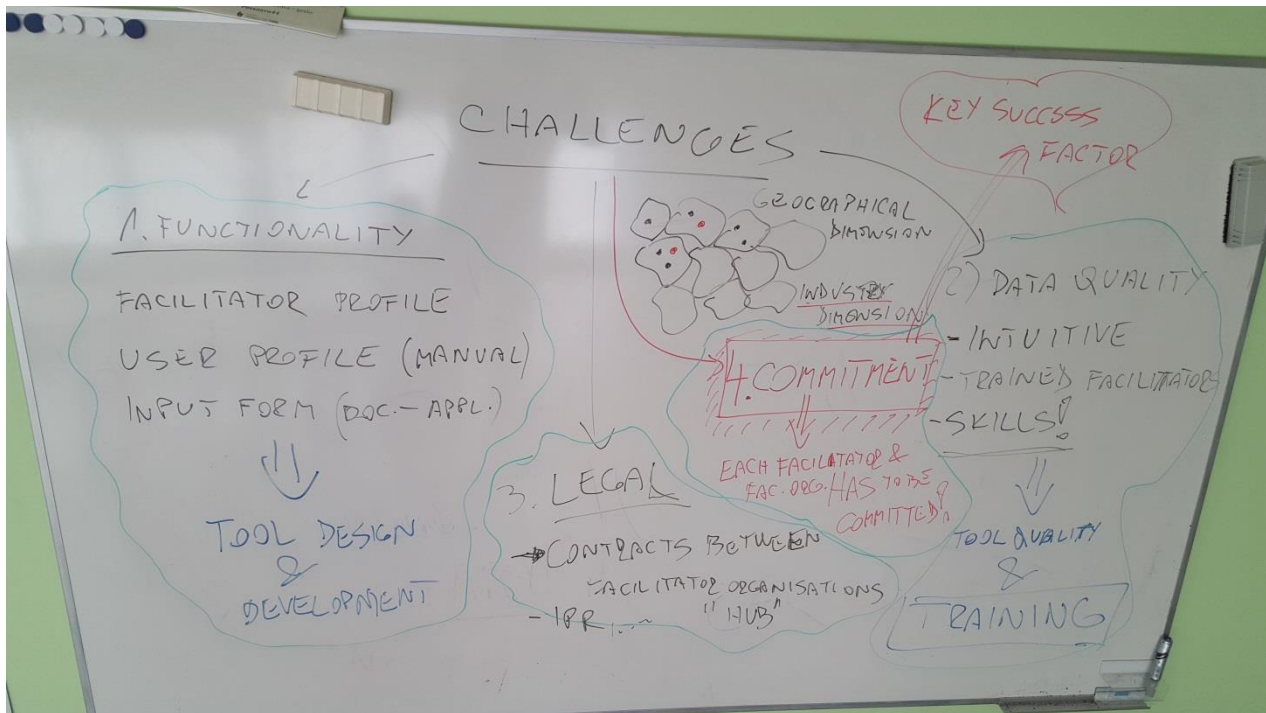 CHALLENGES
KEY SUCCSSS
FACTOR
1. FUNCTIONALITY
FACILITATOR PROFILE
USER PROFILE (MANUAL)
INPUT FORM (DOC.-APPL.)
TOOL DESIGN
&
DEVELOPMENT
GEOGRAPHICAL
DIMENSION
INDUSTRY
DIMENSION
2) DATA QUALITY
- INTUITIVE
- TRAINED FACILITATORS
- SKILLS!
TOOL QUALITY
&
TRAINING
3. LEGAL
CONTRACTS BETWEEN
FACILITATOR ORGANISATIONS
"HUB"
- IPR
4. COMMITMENT
EACH FACILITATOR &
FAC. ORG. HAS TO BE
COMMITTED!